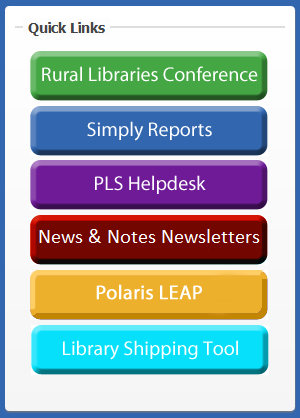 Quick Links
Rural Libraries Conference
Simply Reports
PLS Helpdesk
News & Notes Newsletters
Polaris LEAP
Library Shipping Tool